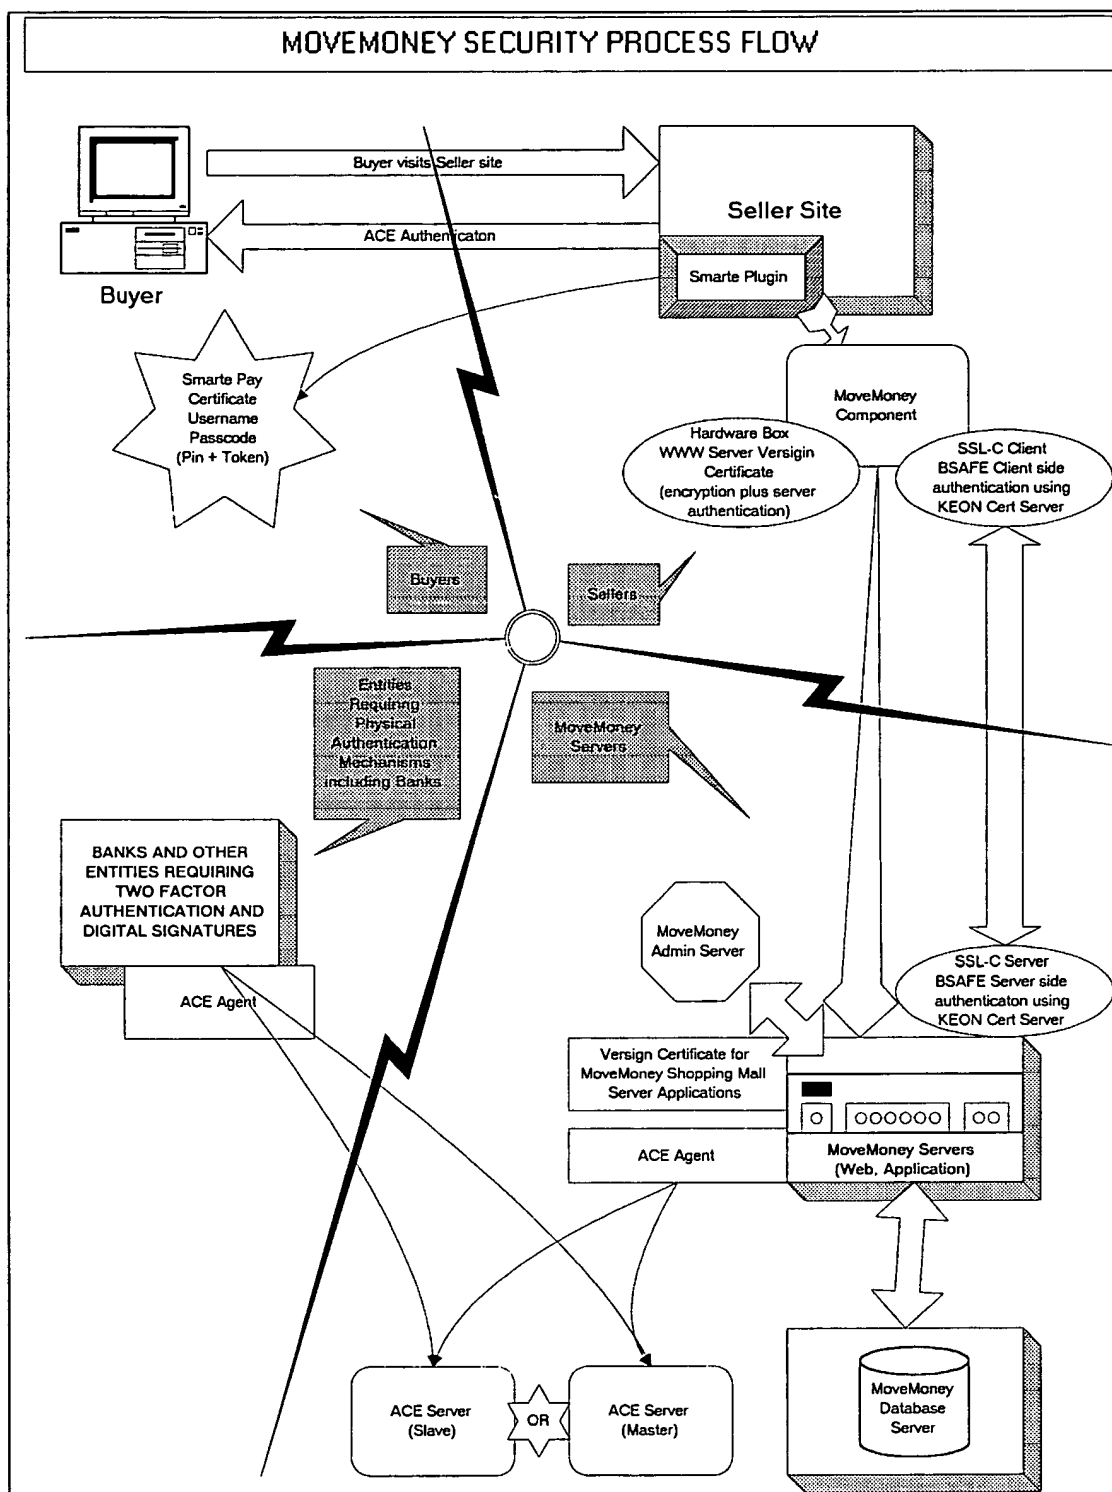 MOVEMONEY SECURITY PROCESS FLOW
Buyer visits Seller site
Seller Site
ACE Authenticaton
Smarte Plugin
Buyer
Smarte Pay
Certificate
Username
Passcode
(Pin + Token)
MoveMoney
Component
Hardware Box
WWW Server Versigin
Certificate
(encryption plus server
authentication)
SSL-C Client
BSAFE Client side
authentication using
KEON Cert Server
Buyers
Sellers
Entities
Requiring
Physical
Authentication
Mechanisms
including Banks
MoveMoney
Servers
BANKS AND OTHER
ENTITIES REQUIRING
TWO FACTOR
AUTHENTICATION AND
DIGITAL SIGNATURES
ACE Agent
MoveMoney
Admin Server
SSL-C Server
BSAFE Server side
authenticaton using
KEON Cert Server
Versign Certificate for
MoveMoney Shopping Mall
Server Applications
ACE Agent
MoveMoney Servers
(Web, Application)
ACE Server
(Slave)
OR
ACE Server
(Master)
MoveMoney
Database
Server